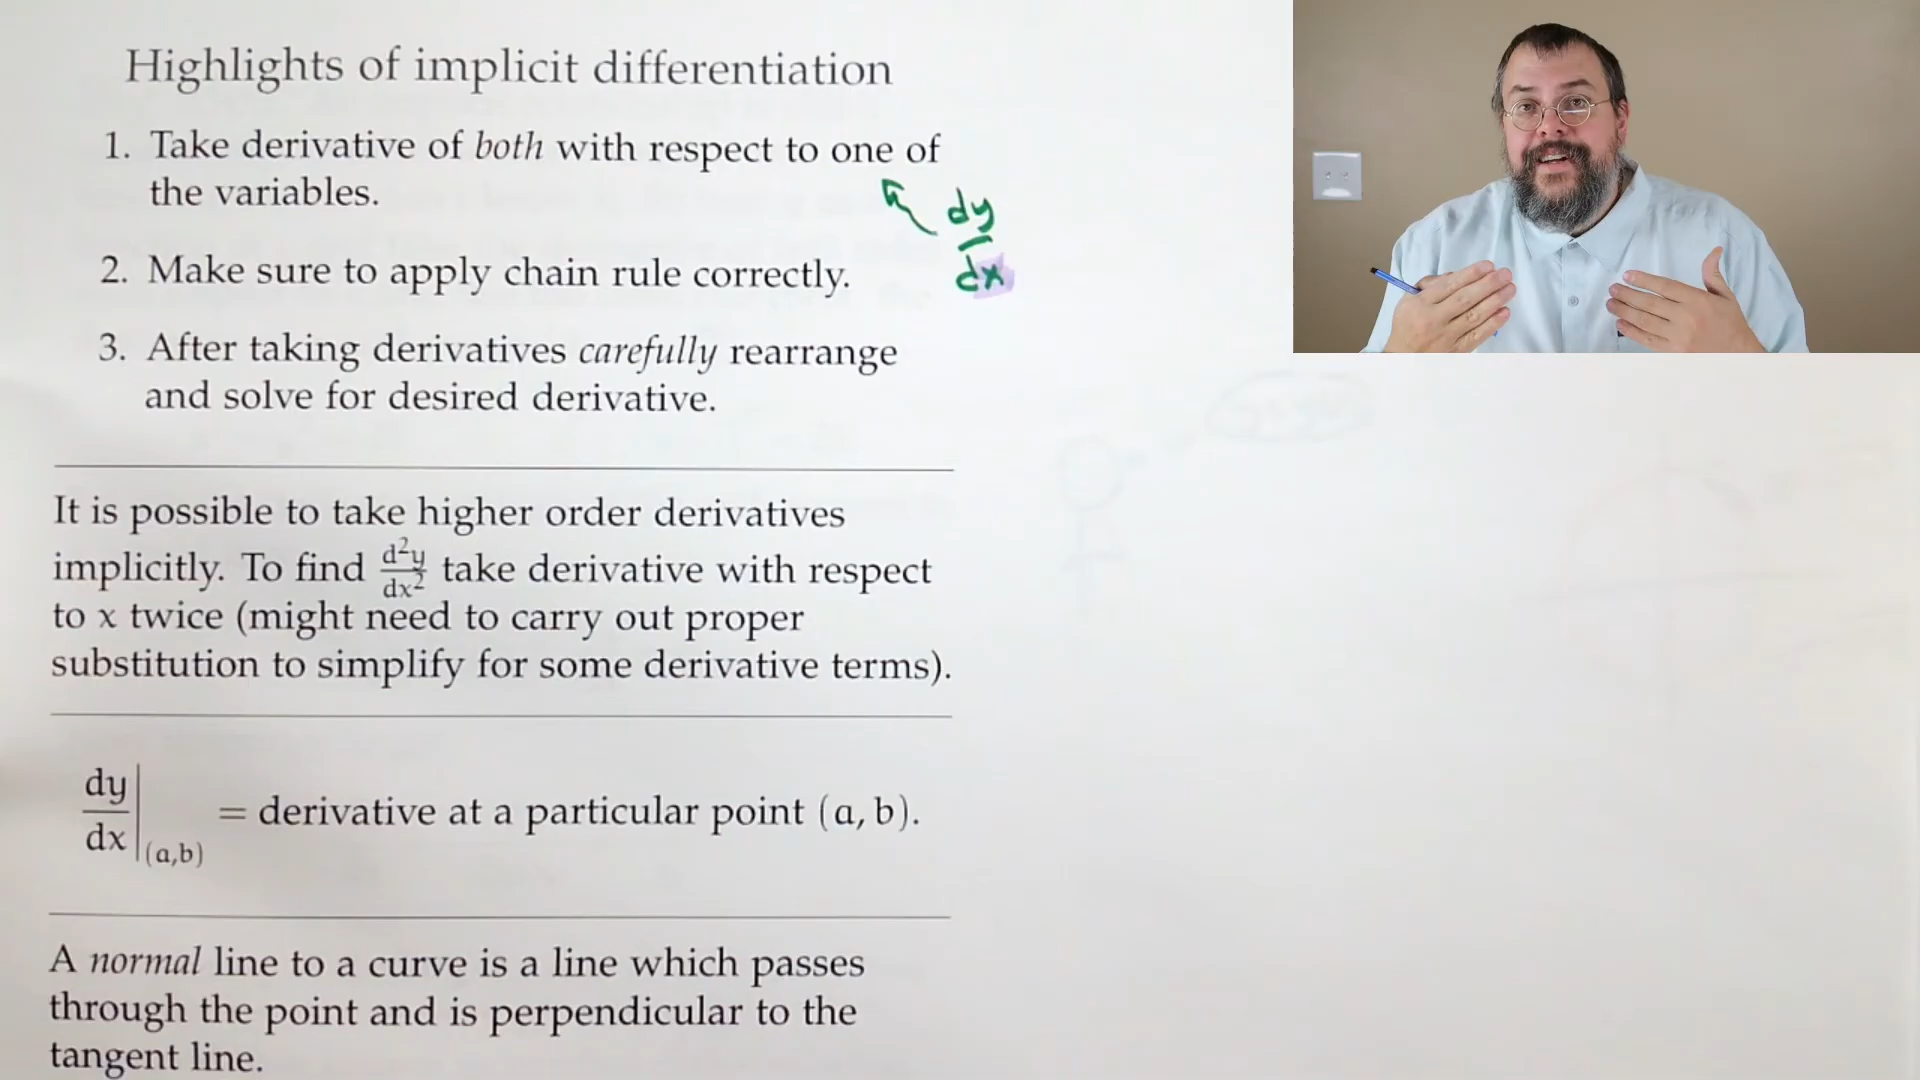 Highlights of implicit differentiation
1. Take derivative of both with respect to one of
the variables.
dy
dx
2. Make sure to apply chain rule correctly.
3. After taking derivatives carefully rearrange
and solve for desired derivative.
It is possible to take higher order derivatives
implicitly. To find d²y/dx² take derivative with respect
to x twice (might need to carry out proper
substitution to simplify for some derivative terms).
dy/dx|(a,b) = derivative at a particular point (a, b).
A normal line to a curve is a line which passes
through the point and is perpendicular to the
tangent line.